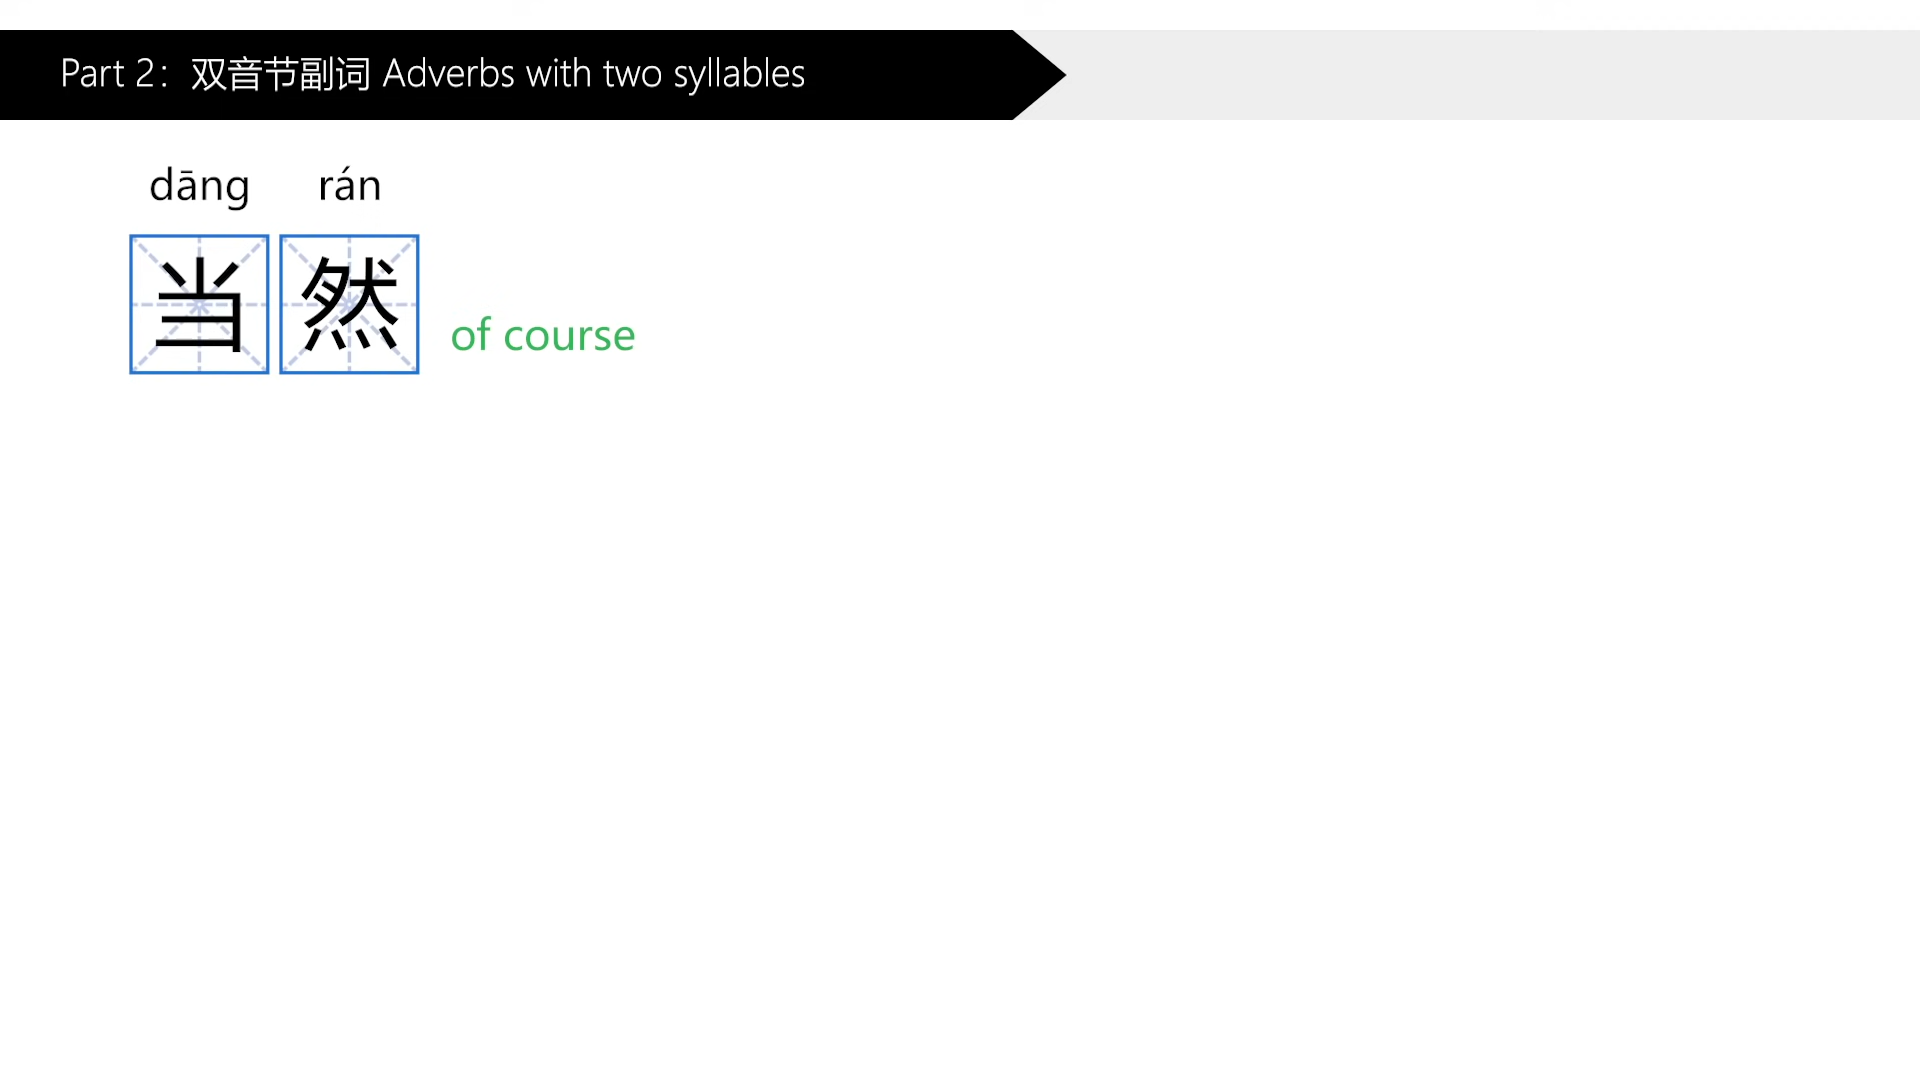 Part 2：双音节副词 Adverbs with two syllables
dāng rán
当然 of course